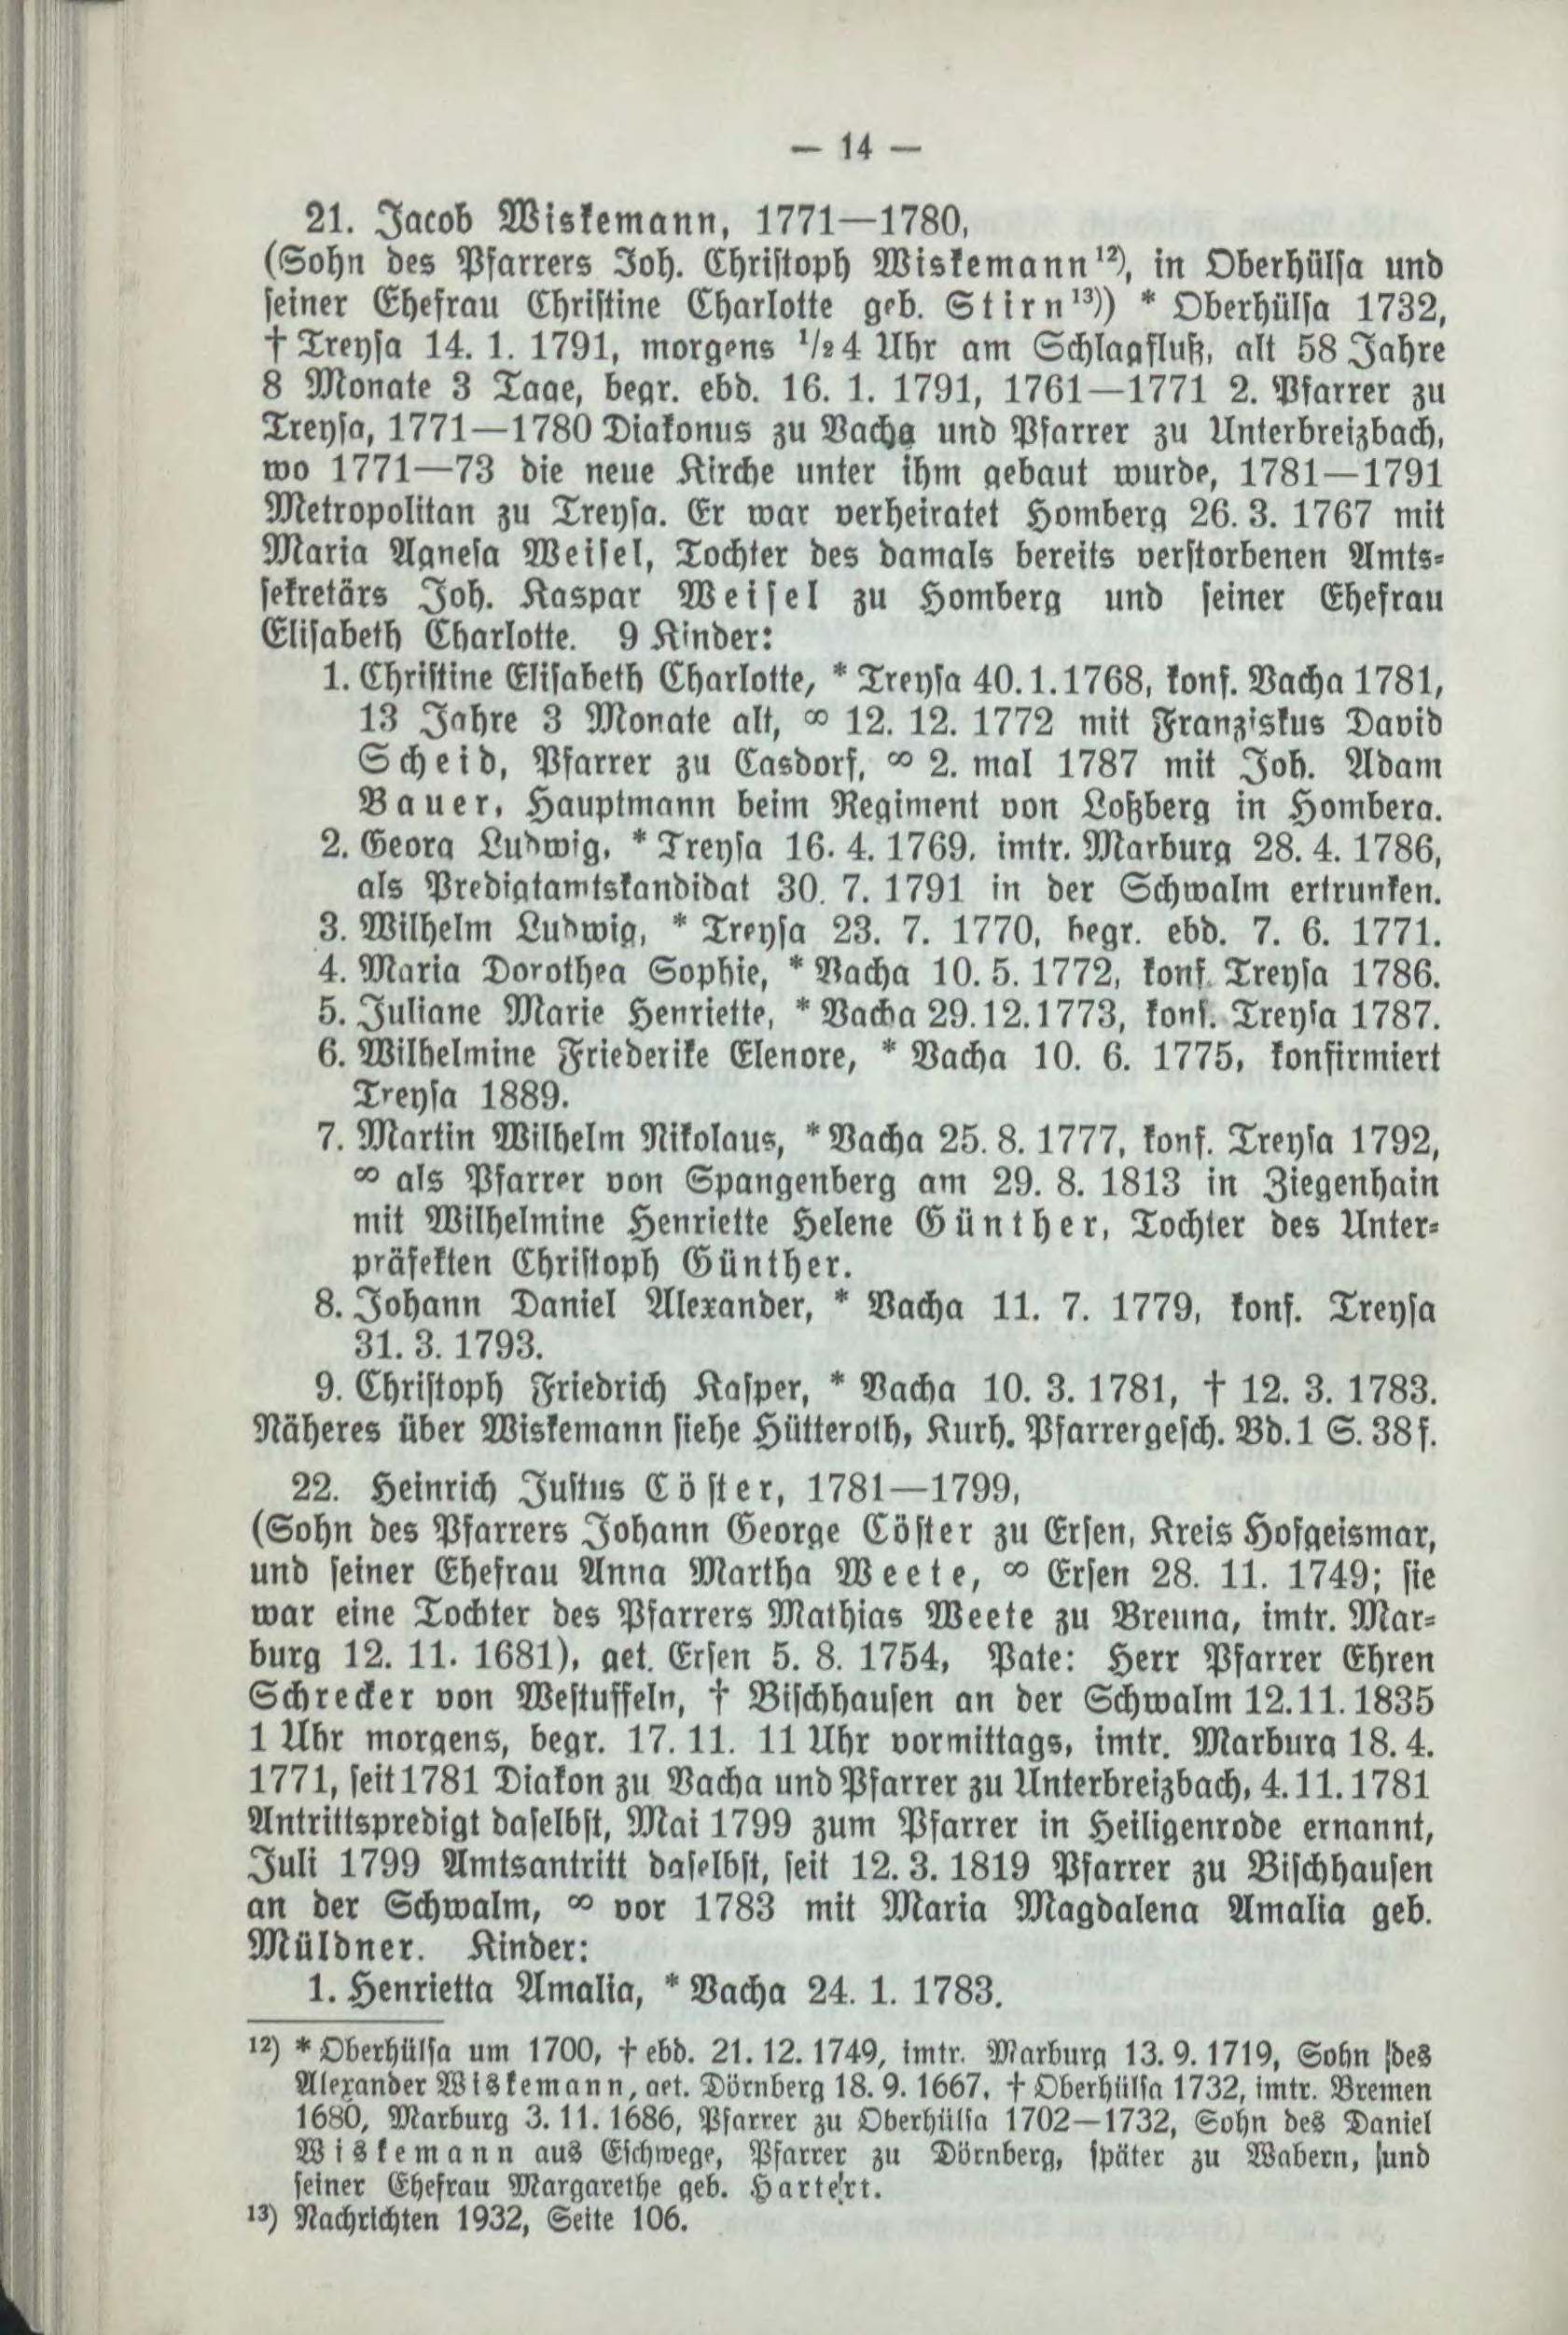 — 14 —
21. Jacob Wiskemann, 1771—1780,
(Sohn des Pfarrers Joh. Christoph Wiskemann¹²), in Oberhülsa und
seiner Ehefrau Christine Charlotte geb. Stirn¹³)) * Oberhülsa 1732,
† Treysa 14. 1. 1791, morgens ½4 Uhr am Schlagfluß, alt 58 Jahre
8 Monate 3 Tage, begr. ebd. 16. 1. 1791, 1761—1771 2. Pfarrer zu
Treysa, 1771—1780 Diakonus zu Vacha und Pfarrer zu Unterbreizbach,
wo 1771—73 die neue Kirche unter ihm gebaut wurde, 1781—1791
Metropolitan zu Treysa. Er war verheiratet Homberg 26. 3. 1767 mit
Maria Agnesa Weisel, Tochter des damals bereits verstorbenen Amts-
sekretärs Joh. Kaspar Weisel zu Homberg und seiner Ehefrau
Elisabeth Charlotte. 9 Kinder:
1. Christine Elisabeth Charlotte, * Treysa 40. 1. 1768, konf. Vacha 1781,
13 Jahre 3 Monate alt, ∞ 12. 12. 1772 mit Franziskus David
Scheid, Pfarrer zu Casdorf, ∞ 2. mal 1787 mit Joh. Adam
Bauer, Hauptmann beim Regiment von Loßberg in Homberg.
2. Georg Ludwig, * Treysa 16. 4. 1769, imtr. Marburg 28. 4. 1786,
als Predigtamtskandidat 30. 7. 1791 in der Schwalm ertrunken.
3. Wilhelm Ludwig, * Treysa 23. 7. 1770, begr. ebd. 7. 6. 1771.
4. Maria Dorothea Sophie, * Vacha 10. 5. 1772, konf. Treysa 1786.
5. Juliane Marie Henriette, * Vacha 29. 12. 1773, konf. Treysa 1787.
6. Wilhelmine Friederike Elenore, * Vacha 10. 6. 1775, konfirmiert
Treysa 1889.
7. Martin Wilhelm Nikolaus, * Vacha 25. 8. 1777, konf. Treysa 1792,
∞ als Pfarrer von Spangenberg am 29. 8. 1813 in Ziegenhain
mit Wilhelmine Henriette Helene Günther, Tochter des Unter-
präfekten Christoph Günther.
8. Johann Daniel Alexander, * Vacha 11. 7. 1779, konf. Treysa
31. 3. 1793.
9. Christoph Friedrich Kasper, * Vacha 10. 3. 1781, † 12. 3. 1783.
Näheres über Wiskemann siehe Hütteroth, Kurh. Pfarrergesch. Bd. 1 S. 38 f.
22. Heinrich Justus Cöster, 1781—1799,
(Sohn des Pfarrers Johann George Cöster zu Ersen, Kreis Hofgeismar,
und seiner Ehefrau Anna Martha Weete, ∞ Ersen 28. 11. 1749; sie
war eine Tochter des Pfarrers Mathias Weete zu Breuna, imtr. Mar-
burg 12. 11. 1681), get. Ersen 5. 8. 1754, Pate: Herr Pfarrer Ehren
Schrecker von Westuffeln, † Bischhausen an der Schwalm 12. 11. 1835
1 Uhr morgens, begr. 17. 11. 11 Uhr vormittags, imtr. Marburg 18. 4.
1771, seit 1781 Diakon zu Vacha und Pfarrer zu Unterbreizbach, 4. 11. 1781
Antrittspredigt daselbst, Mai 1799 zum Pfarrer in Heiligenrode ernannt,
Juli 1799 Amtsantritt daselbst, seit 12. 3. 1819 Pfarrer zu Bischhausen
an der Schwalm, ∞ vor 1783 mit Maria Magdalena Amalia geb.
Müldner. Kinder:
1. Henrietta Amalia, * Vacha 24. 1. 1783.
¹²) * Oberhülsa um 1700, † ebd. 21. 12. 1749, imtr. Marburg 13. 9. 1719, Sohn des
Alexander Wiskemann, get. Dörnberg 18. 9. 1667, † Oberhülsa 1732, imtr. Bremen
1680, Marburg 3. 11. 1686, Pfarrer zu Oberhülsa 1702—1732, Sohn des Daniel
Wiskemann aus Eschwege, Pfarrer zu Dörnberg, später zu Wabern, und
seiner Ehefrau Margarethe geb. Hartert.
¹³) Nachrichten 1932, Seite 106.